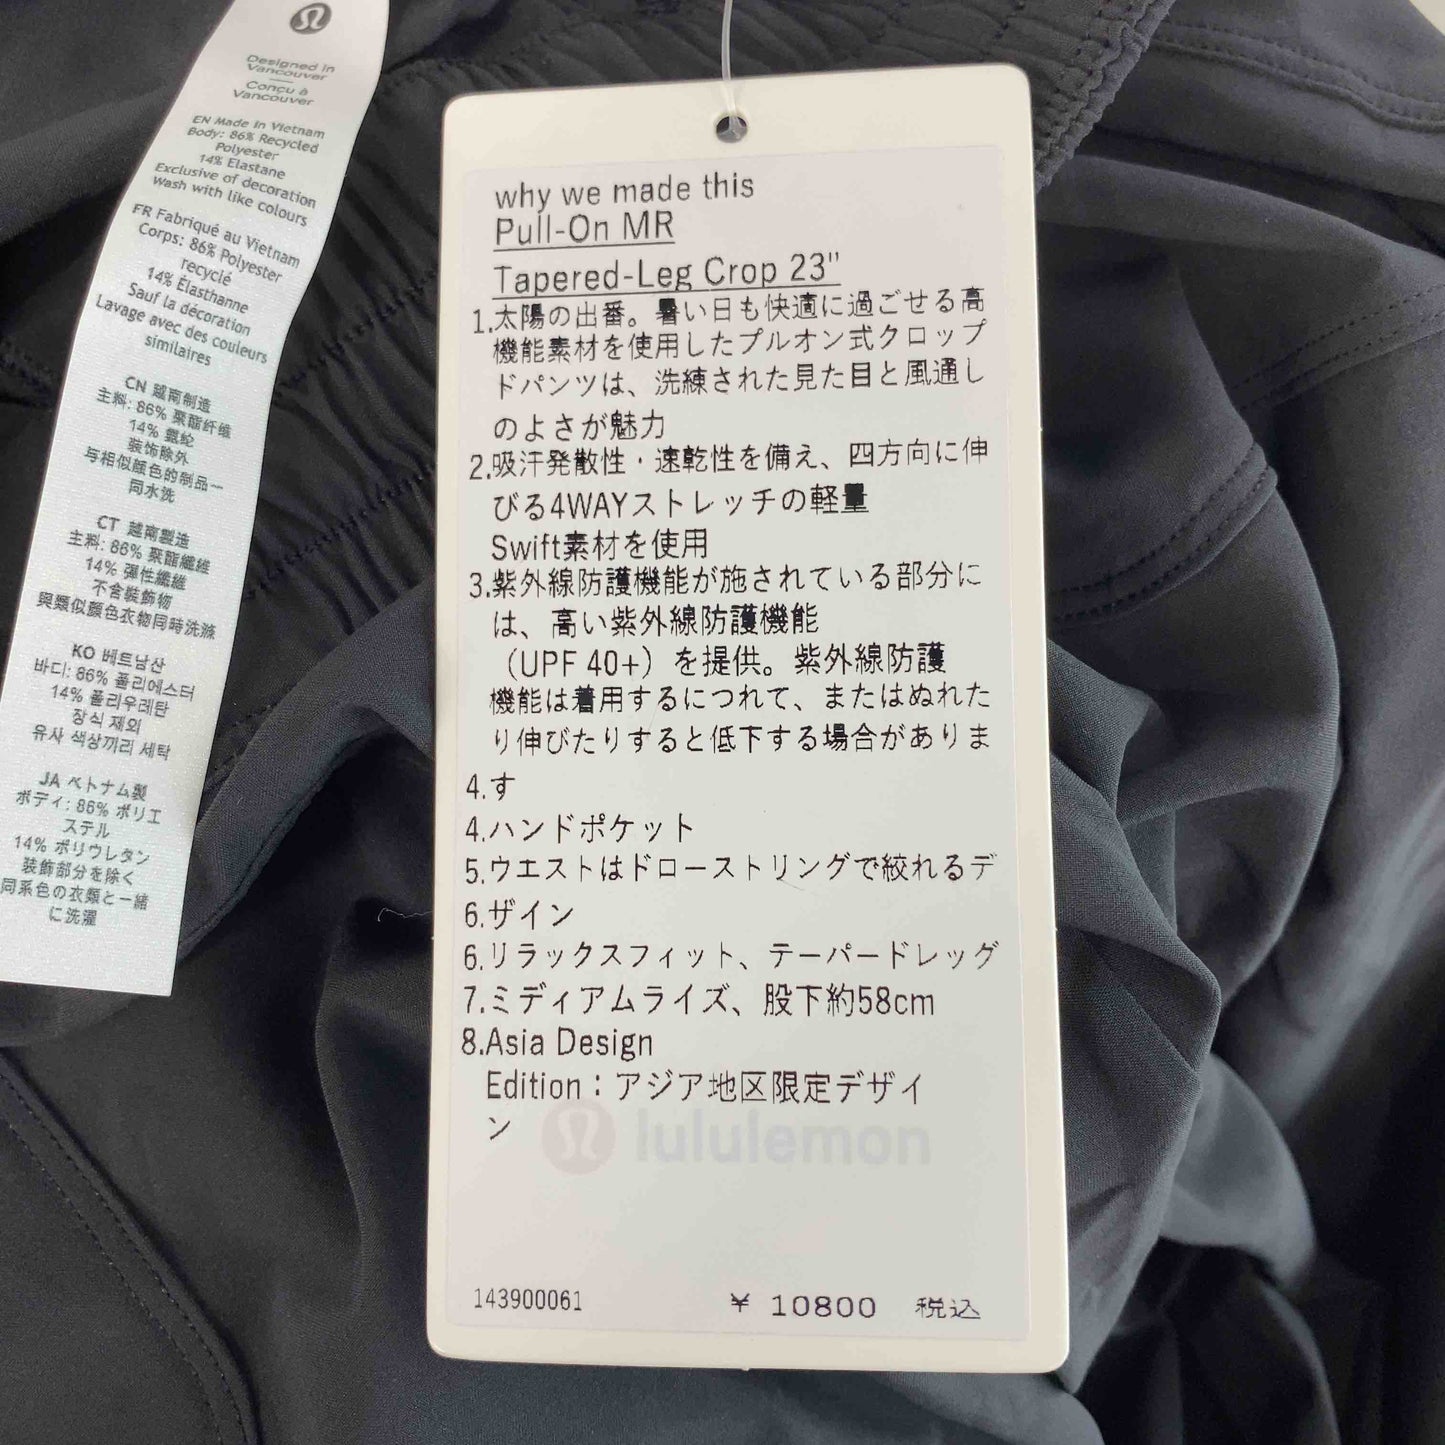 Designed in
Vancouver
Conçu à
Vancouver
EN Made in Vietnam
Body: 86% Recycled
Polyester
14% Elastane
Exclusive of decoration
Wash with like colours
FR Fabriqué au Vietnam
Corps: 86% Polyester
recyclé
14% Élasthanne
Sauf la décoration
Lavage avec des couleurs
similaires
CN 越南制造
主料: 86% 聚酯纤维
14% 氨纶
装饰除外
与相似颜色的制品一
同水洗
CT 越南製造
主料: 86% 聚酯纖維
14% 彈性纖維
不含裝飾物
與類似顏色衣物同時洗滌
KO 베트남산
바디: 86% 폴리에스터
14% 폴리우레탄
장식 제외
유사 색상끼리 세탁
JA ベトナム製
ボディ: 86% ポリエ
ステル
14% ポリウレタン
装飾部分を除く
同系色の衣類と一緒
に洗濯
why we made this
Pull-On MR
Tapered-Leg Crop 23"
1.太陽の出番。暑い日も快適に過ごせる高
機能素材を使用したプルオン式クロップ
ドパンツは、洗練された見た目と風通し
のよさが魅力
2.吸汗発散性・速乾性を備え、四方向に伸
びる4WAYストレッチの軽量
Swift素材を使用
3.紫外線防護機能が施されている部分に
は、高い紫外線防護機能
（UPF 40+）を提供。紫外線防護
機能は着用するにつれて、またはぬれた
り伸びたりすると低下する場合がありま
4.す
4.ハンドポケット
5.ウエストはドローストリングで絞れるデ
6.ザイン
6.リラックスフィット、テーパードレッグ
7.ミディアムライズ、股下約58cm
8.Asia Design
Edition：アジア地区限定デザイ
ン
lululemon
143900061
¥ 10800 税込